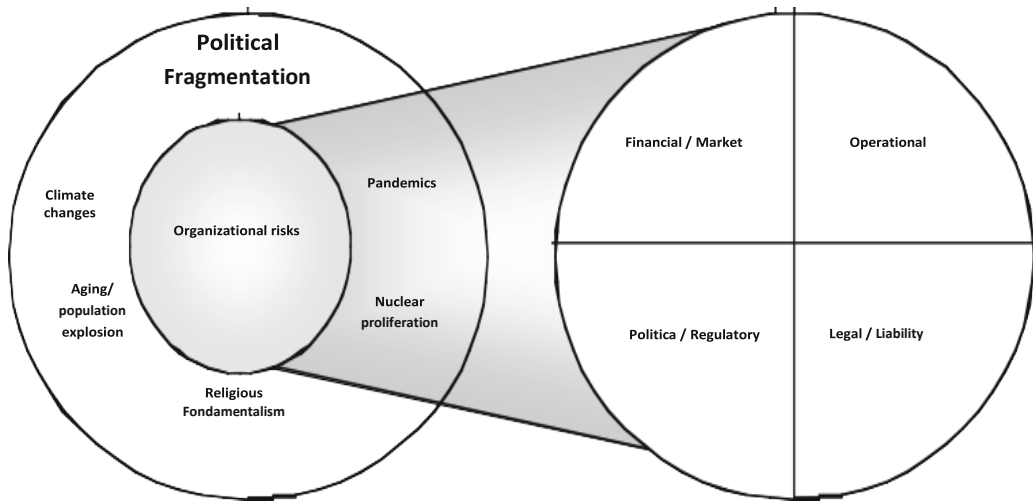 Political
Fragmentation
Climate
changes
Aging/
population
explosion
Organizational risks
Pandemics
Nuclear
proliferation
Religious
Fondamentalism
Financial / Market
Operational
Politica / Regulatory
Legal / Liability